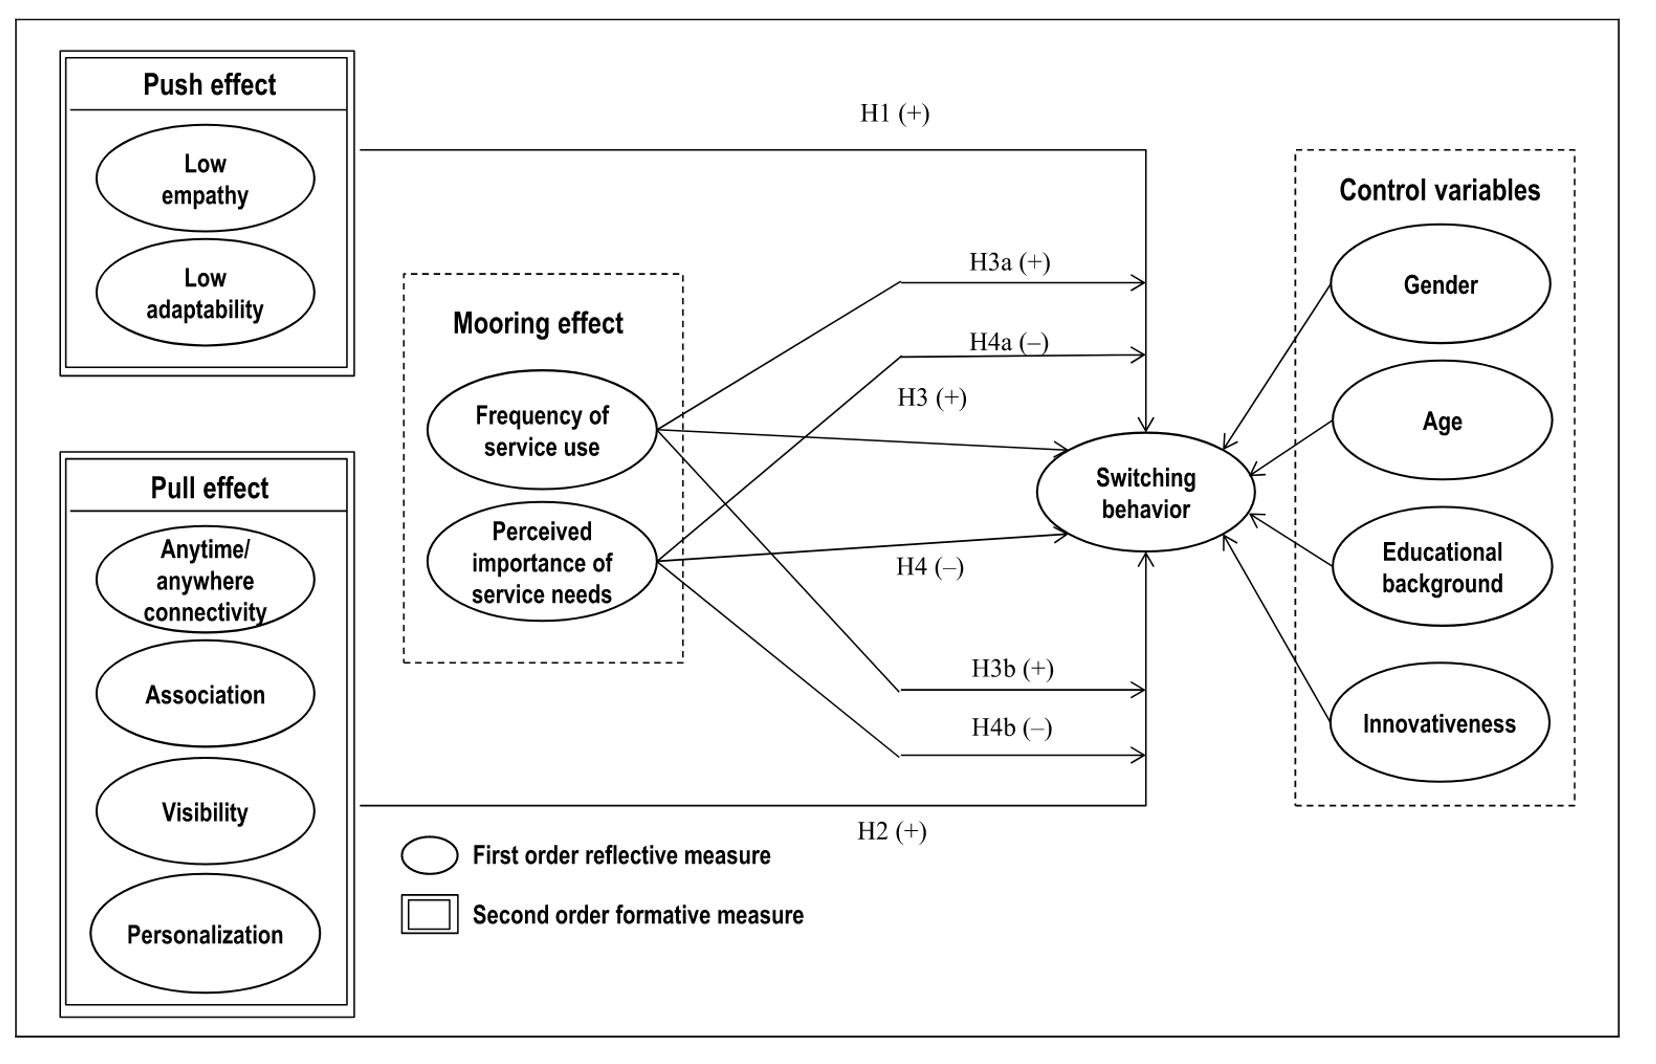 Push effect
Low
empathy
Low
adaptability
Pull effect
Anytime/
anywhere
connectivity
Association
Visibility
Personalization
Mooring effect
Frequency of
service use
Perceived
importance of
service needs
H1 (+)
H3a (+)
H4a (–)
H3 (+)
H4 (–)
H3b (+)
H4b (–)
H2 (+)
Switching
behavior
Control variables
Gender
Age
Educational
background
Innovativeness
First order reflective measure
Second order formative measure